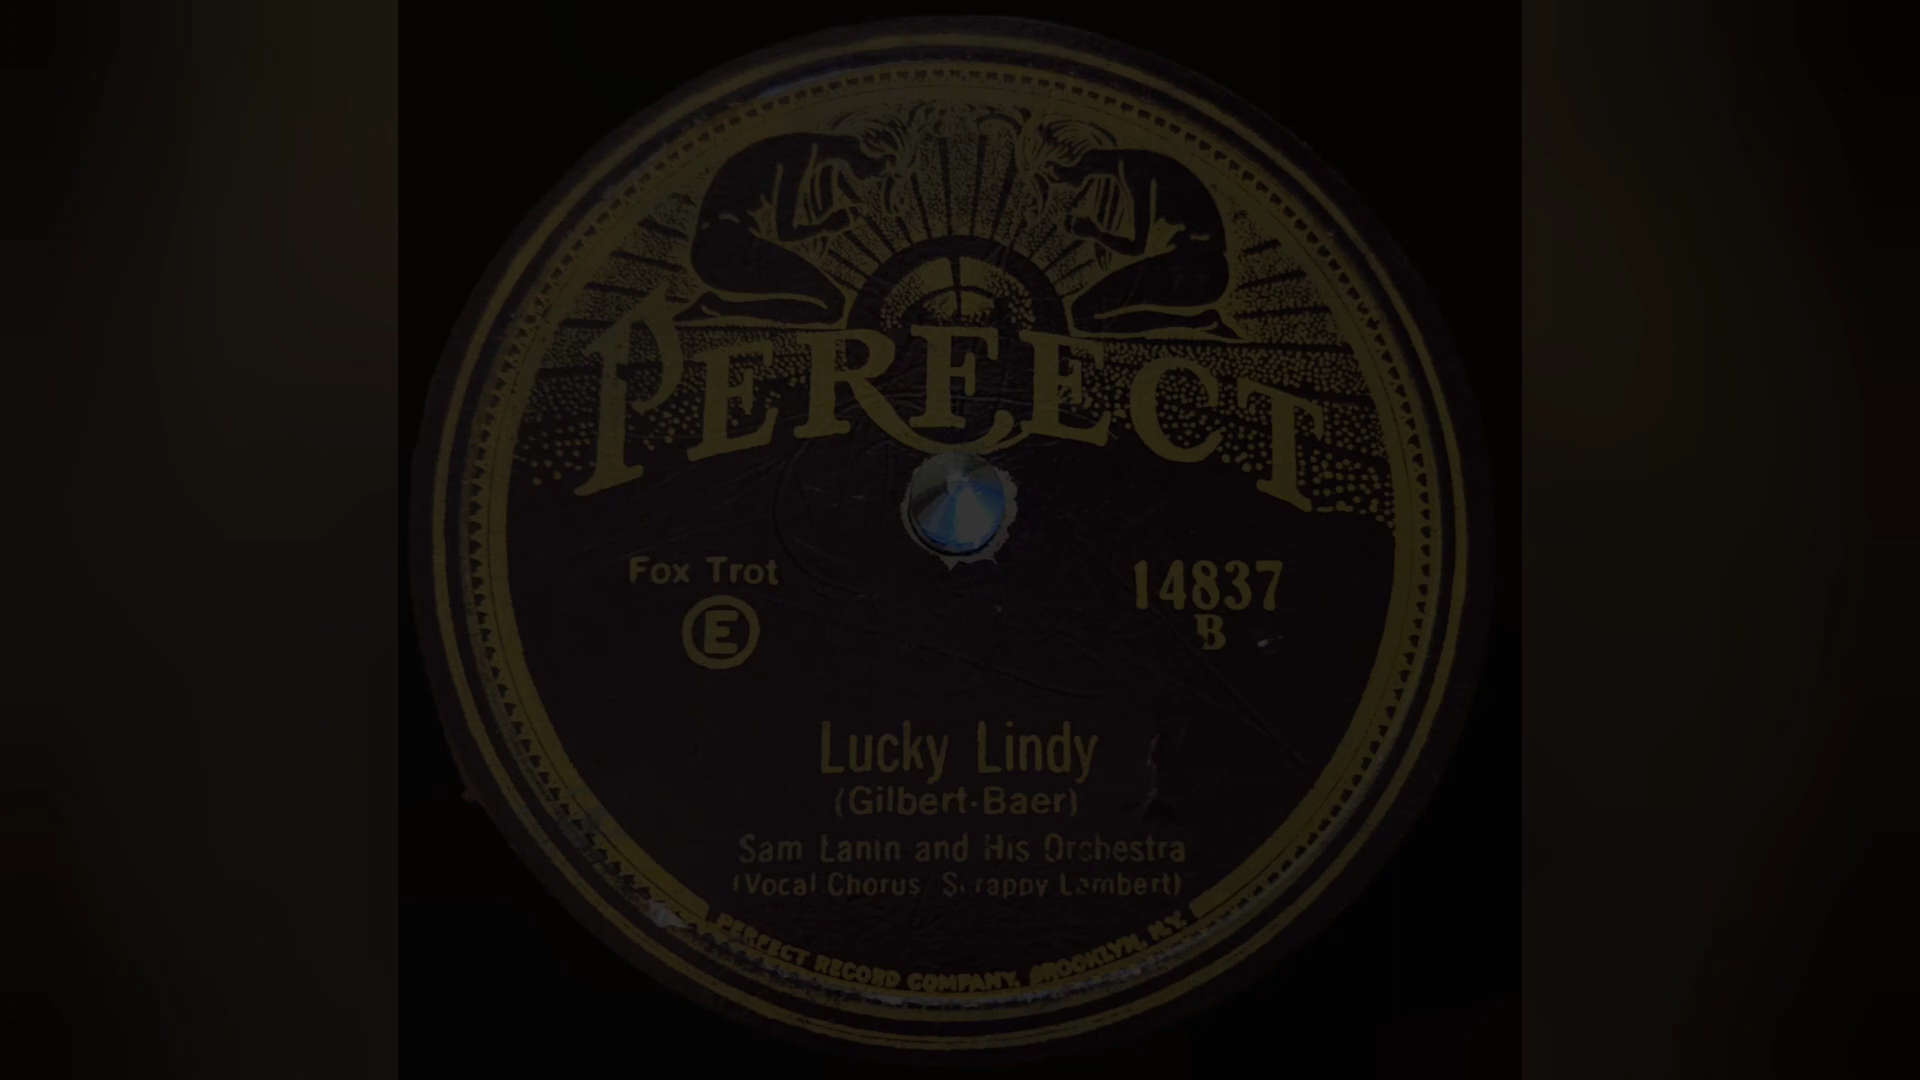 PERFECT
Fox Trot
E
14837
B
Lucky Lindy
(Gilbert-Baer)
Sam Lanin and His Orchestra
(Vocal Chorus Scrappy Lambert)
PERFECT RECORD COMPANY, BROOKLYN, N.Y.